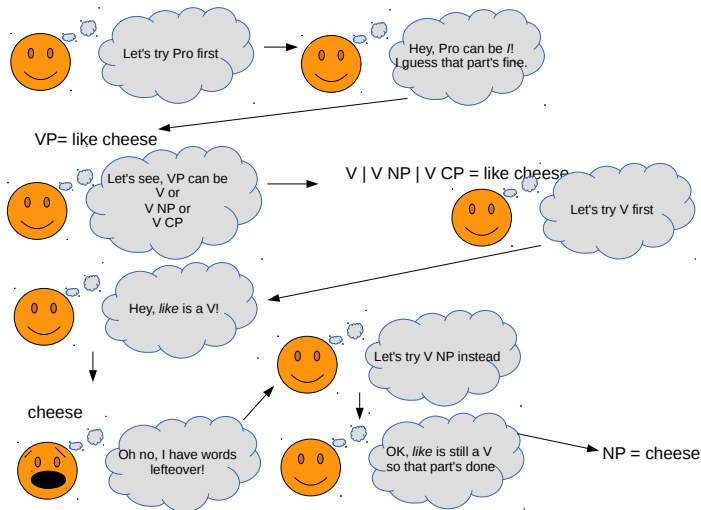 Let's try Pro first
Hey, Pro can be I!
I guess that part's fine.
VP= like cheese
Let's see, VP can be
V or
V NP or
V CP
V | V NP | V CP = like cheese
Let's try V first
Hey, like is a V!
cheese
Oh no, I have words
leftover!
Let's try V NP instead
OK, like is still a V
so that part's done
NP = cheese